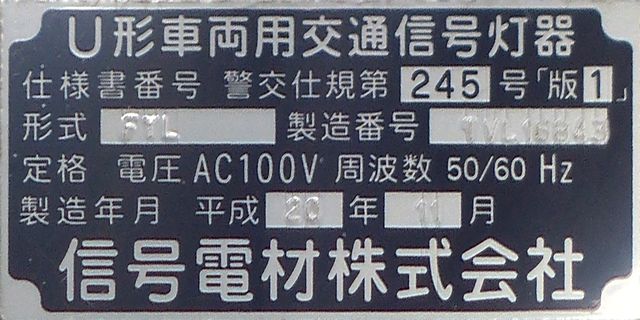 U形車両用交通信号灯器
仕様書番号 警交仕規第 245 号「版1」
形式 製造番号
定格 電圧 AC100V 周波数 50/60 Hz
製造年月 平成 20 年 11 月
信号電材株式会社